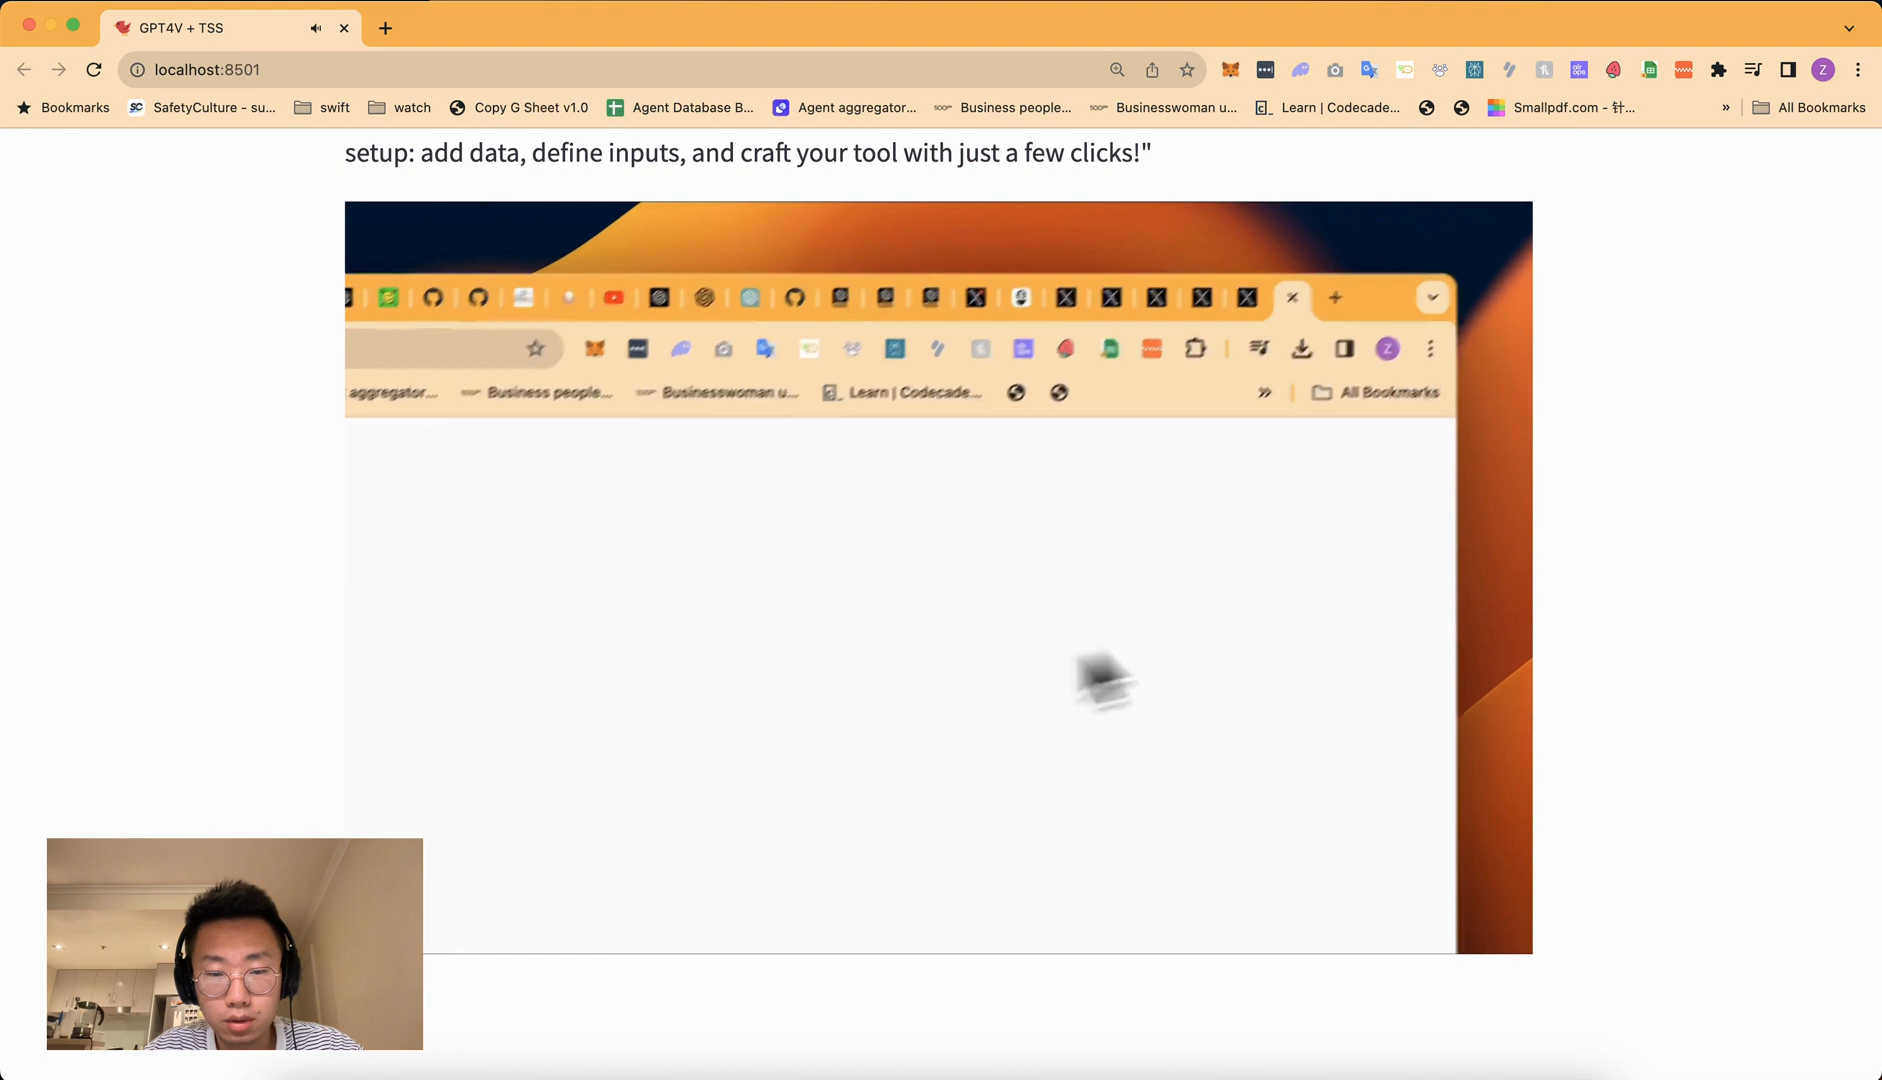 GPT4V + TSS
localhost:8501
Z
Bookmarks SafetyCulture - su... swift watch Copy G Sheet v1.0 Agent Database B... Agent aggregator... Business people... Businesswoman u... Learn | Codecade... Smallpdf.com - 针... » All Bookmarks
setup: add data, define inputs, and craft your tool with just a few clicks!"
Z
aggregator... Business people... Businesswoman u... Learn | Codecade... » All Bookmarks